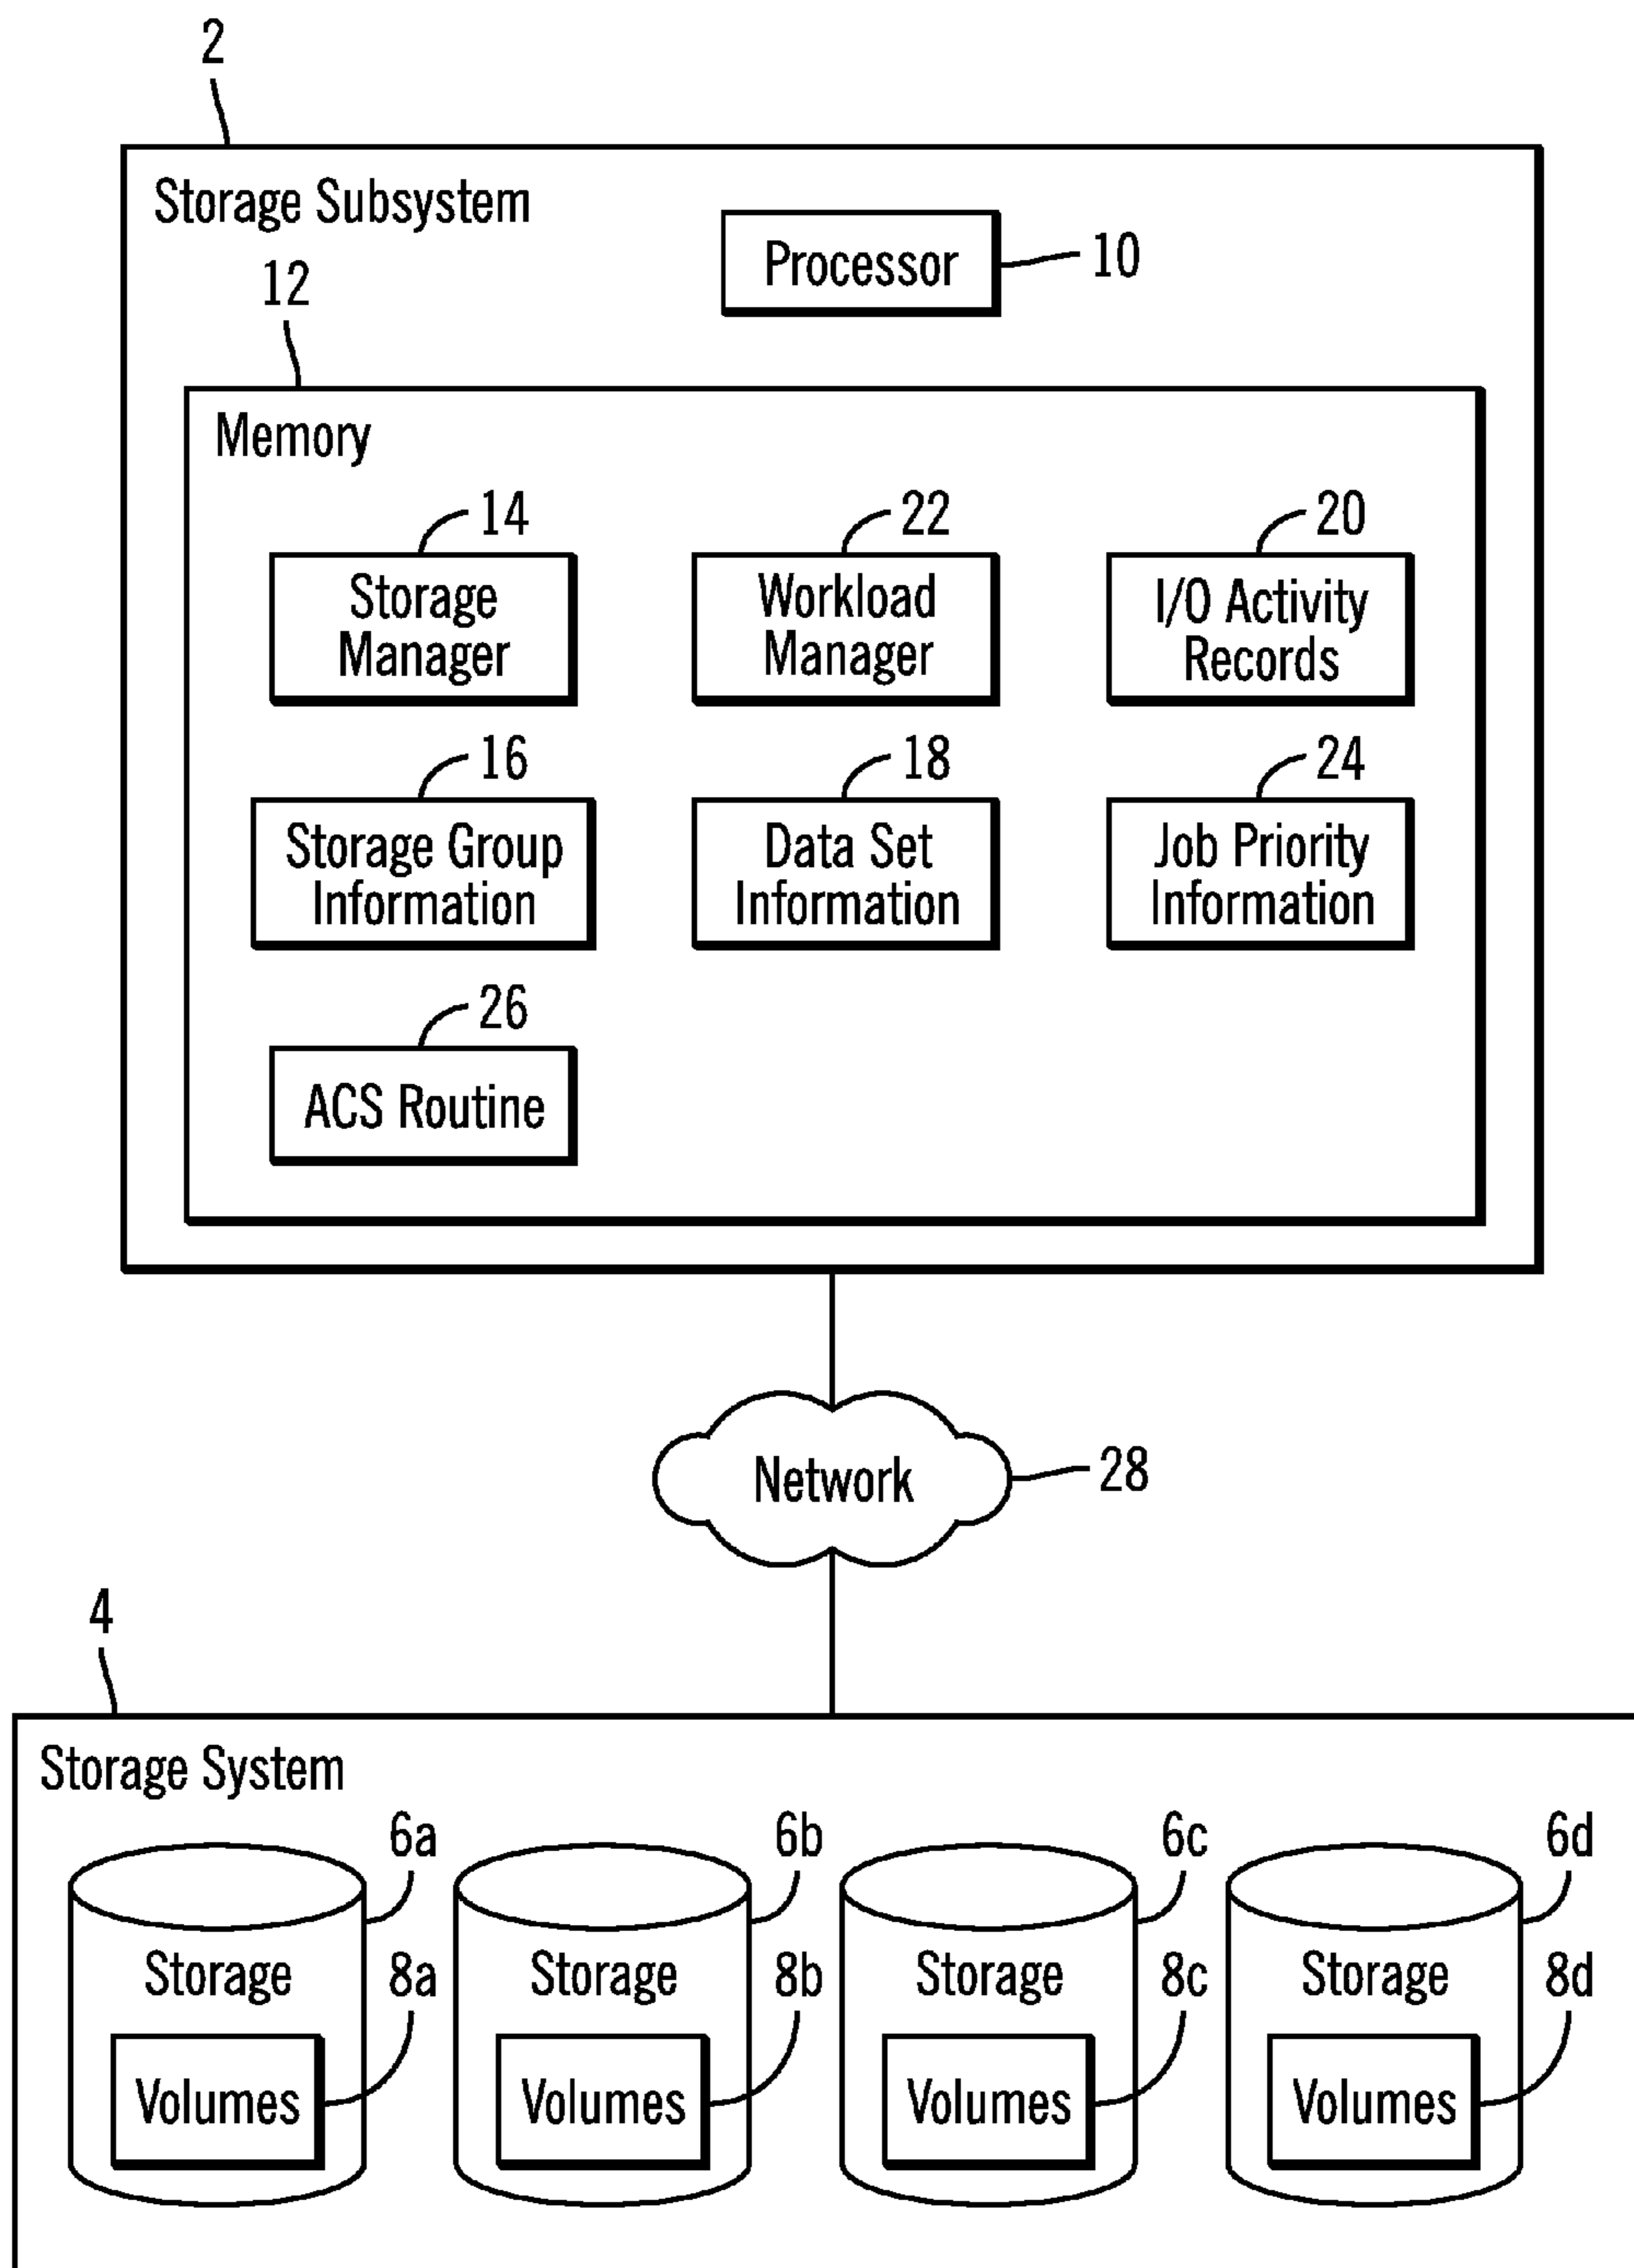 2
Storage Subsystem
Processor
10
12
Memory
14
22
20
Storage
Manager
Workload
Manager
I/O Activity
Records
16
18
24
Storage Group
Information
Data Set
Information
Job Priority
Information
26
ACS Routine
Network
28
4
Storage System
6a
6b
6c
6d
Storage
8a
Storage
8b
Storage
8c
Storage
8d
Volumes
Volumes
Volumes
Volumes